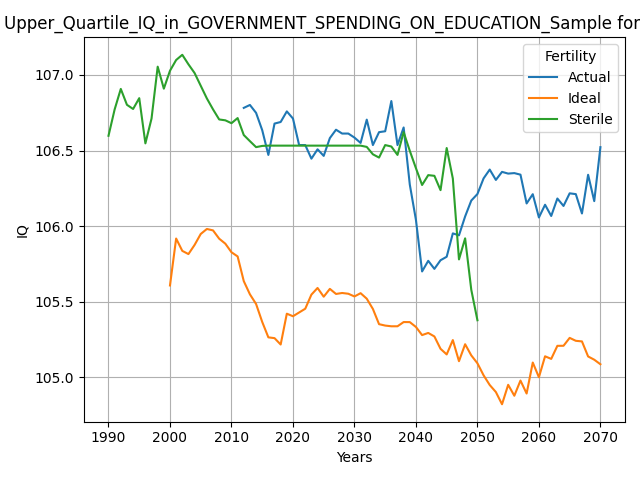 Upper_Quartile_IQ_in_GOVERNMENT_SPENDING_ON_EDUCATION_Sample for
Fertility
Actual
Ideal
Sterile
107.0
106.5
106.0
105.5
105.0
IQ
1990 2000 2010 2020 2030 2040 2050 2060 2070
Years